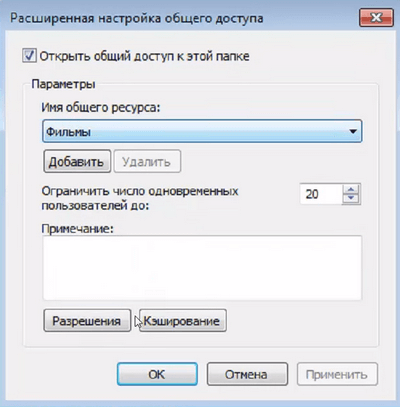 Расширенная настройка общего доступа
Открыть общий доступ к этой папке
Параметры
Имя общего ресурса:
Фильмы
Добавить Удалить
Ограничить число одновременных 20
пользователей до:
Примечание:
Разрешения Кэширование
ОК Отмена Применить